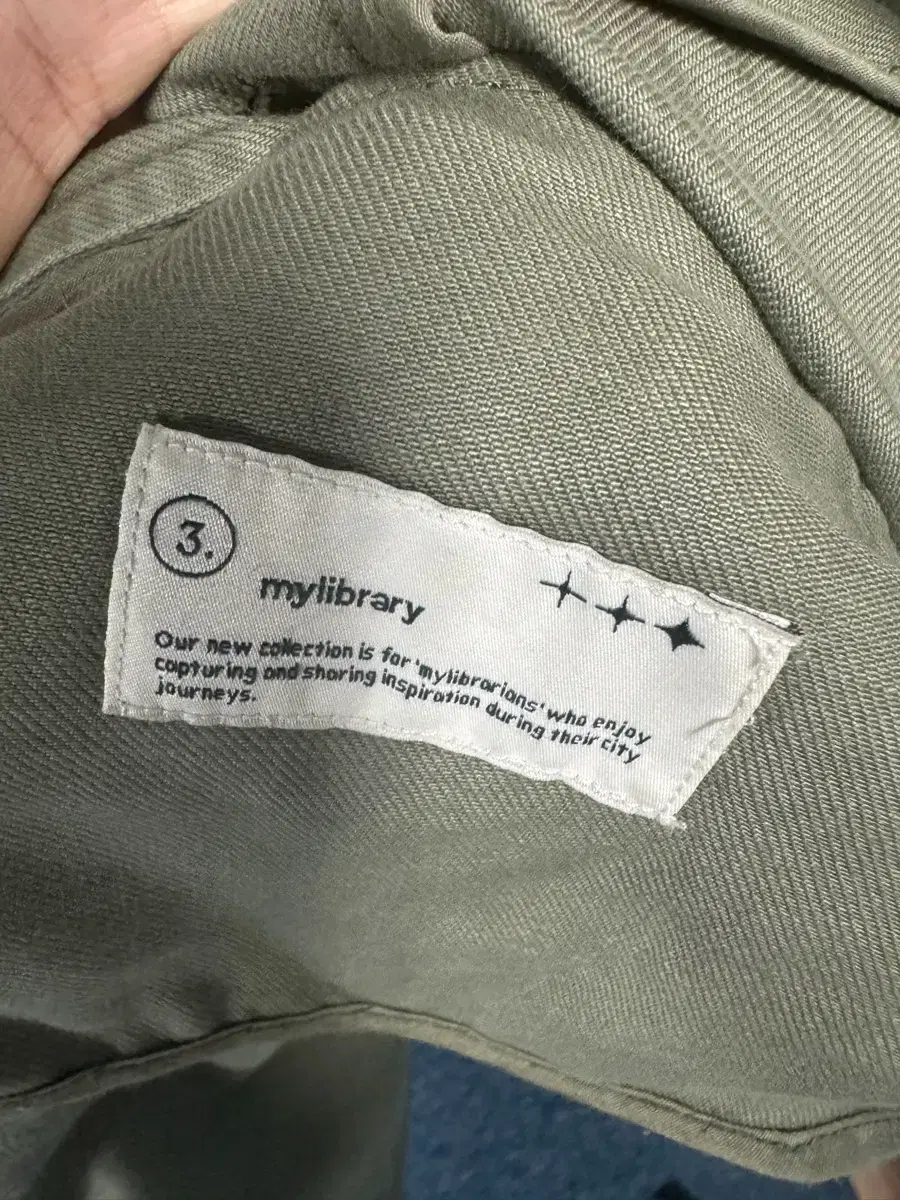 3.
mylibrary
Our new collection is for 'mylibrarians' who enjoy
capturing and sharing inspiration during their city
journeys.